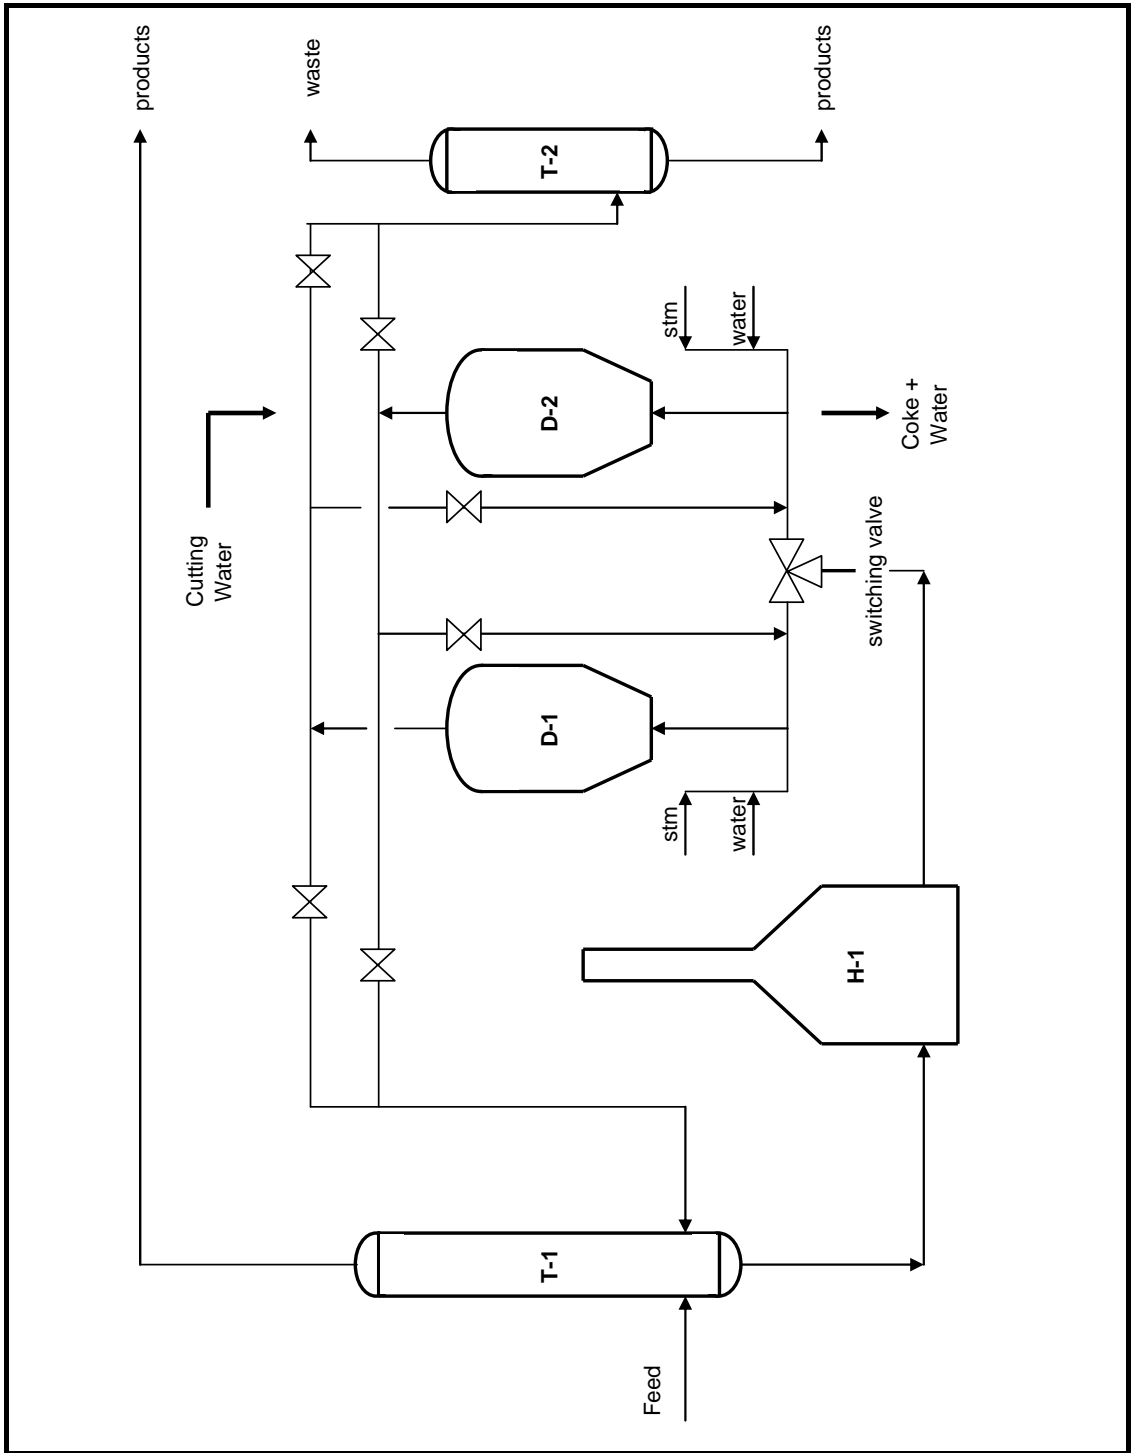 products
waste
T-2
products
stm
water
D-2
Coke +
Water
Cutting
Water
switching valve
D-1
stm
water
H-1
T-1
Feed